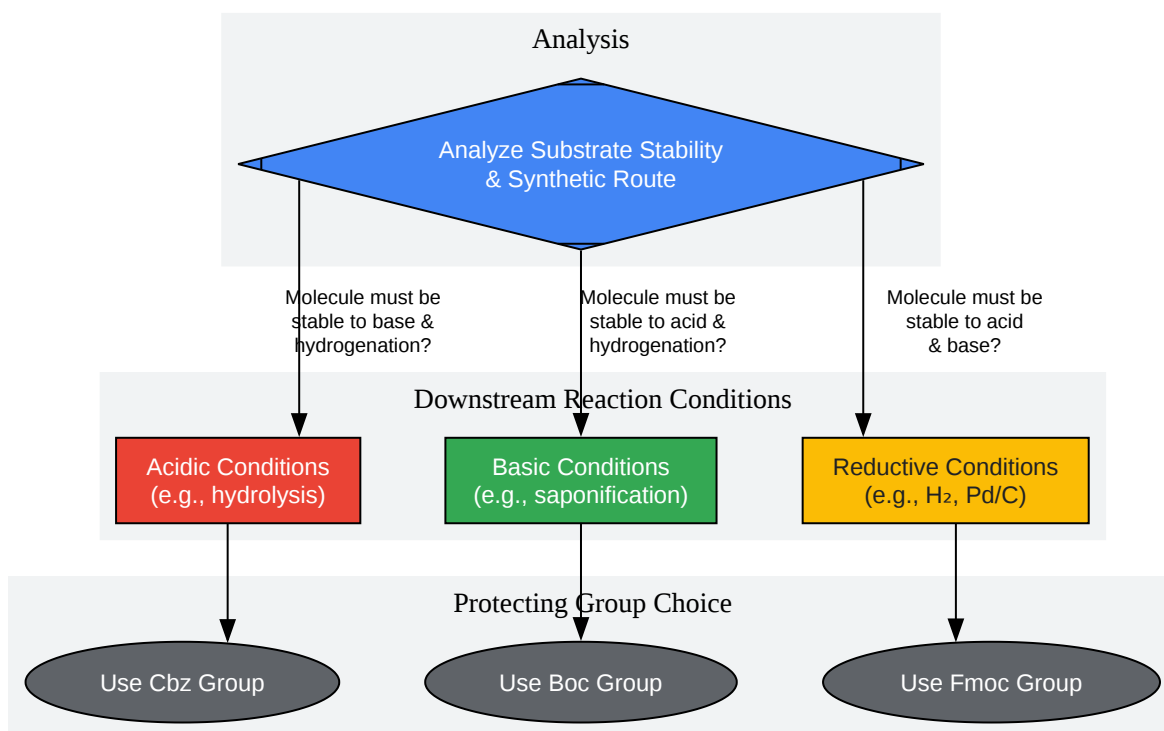 Analysis
Analyze Substrate Stability
& Synthetic Route
Molecule must be
stable to base &
hydrogenation?
Molecule must be
stable to acid &
hydrogenation?
Molecule must be
stable to acid
& base?
Downstream Reaction Conditions
Acidic Conditions
(e.g., hydrolysis)
Basic Conditions
(e.g., saponification)
Reductive Conditions
(e.g., H₂, Pd/C)
Protecting Group Choice
Use Cbz Group
Use Boc Group
Use Fmoc Group